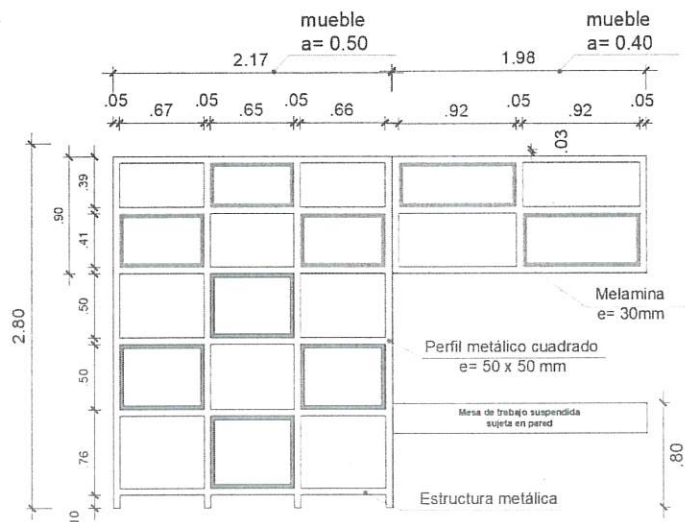 mueble
a= 0.50
mueble
a= 0.40
2.17
1.98
.05
.67
.05
.65
.05
.66
.92
.05
.92
.05
.03
.39
.90
.41
.50
2.80
.50
.76
Melamina
e= 30mm
Perfil metálico cuadrado
e= 50 x 50 mm
Mesa de trabajo suspendida
sujeta en pared
.80
Estructura metálica